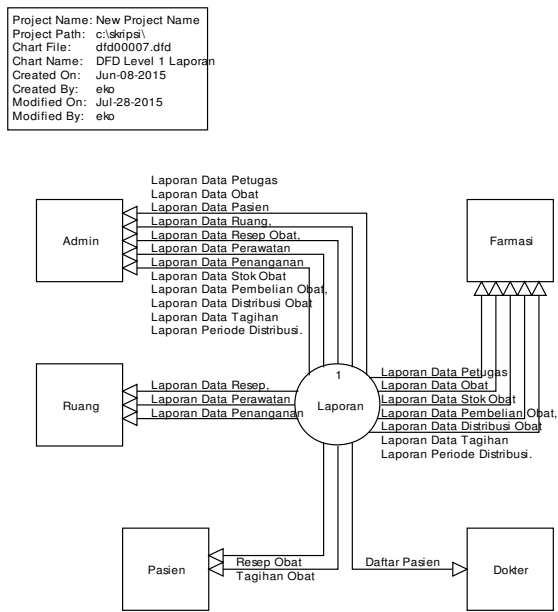 Project Name: New Project Name
Project Path: c:\skripsi\
Chart File: dfd00007.dfd
Chart Name: DFD Level 1 Laporan
Created On: Jun-08-2015
Created By: eko
Modified On: Jul-28-2015
Modified By: eko
Admin
Laporan Data Petugas
Laporan Data Obat
Laporan Data Pasien
Laporan Data Ruang,
Laporan Data Resep Obat,
Laporan Data Perawatan
Laporan Data Penanganan
Laporan Data Stok Obat
Laporan Data Pembelian Obat,
Laporan Data Distribusi Obat
Laporan Data Tagihan
Laporan Periode Distribusi.
Farmasi
Ruang
Laporan Data Resep,
Laporan Data Perawatan
Laporan Data Penanganan
1
Laporan
Laporan Data Petugas
Laporan Data Obat
Laporan Data Stok Obat
Laporan Data Pembelian Obat,
Laporan Data Distribusi Obat
Laporan Data Tagihan
Laporan Periode Distribusi.
Pasien
Resep Obat
Tagihan Obat
Daftar Pasien
Dokter